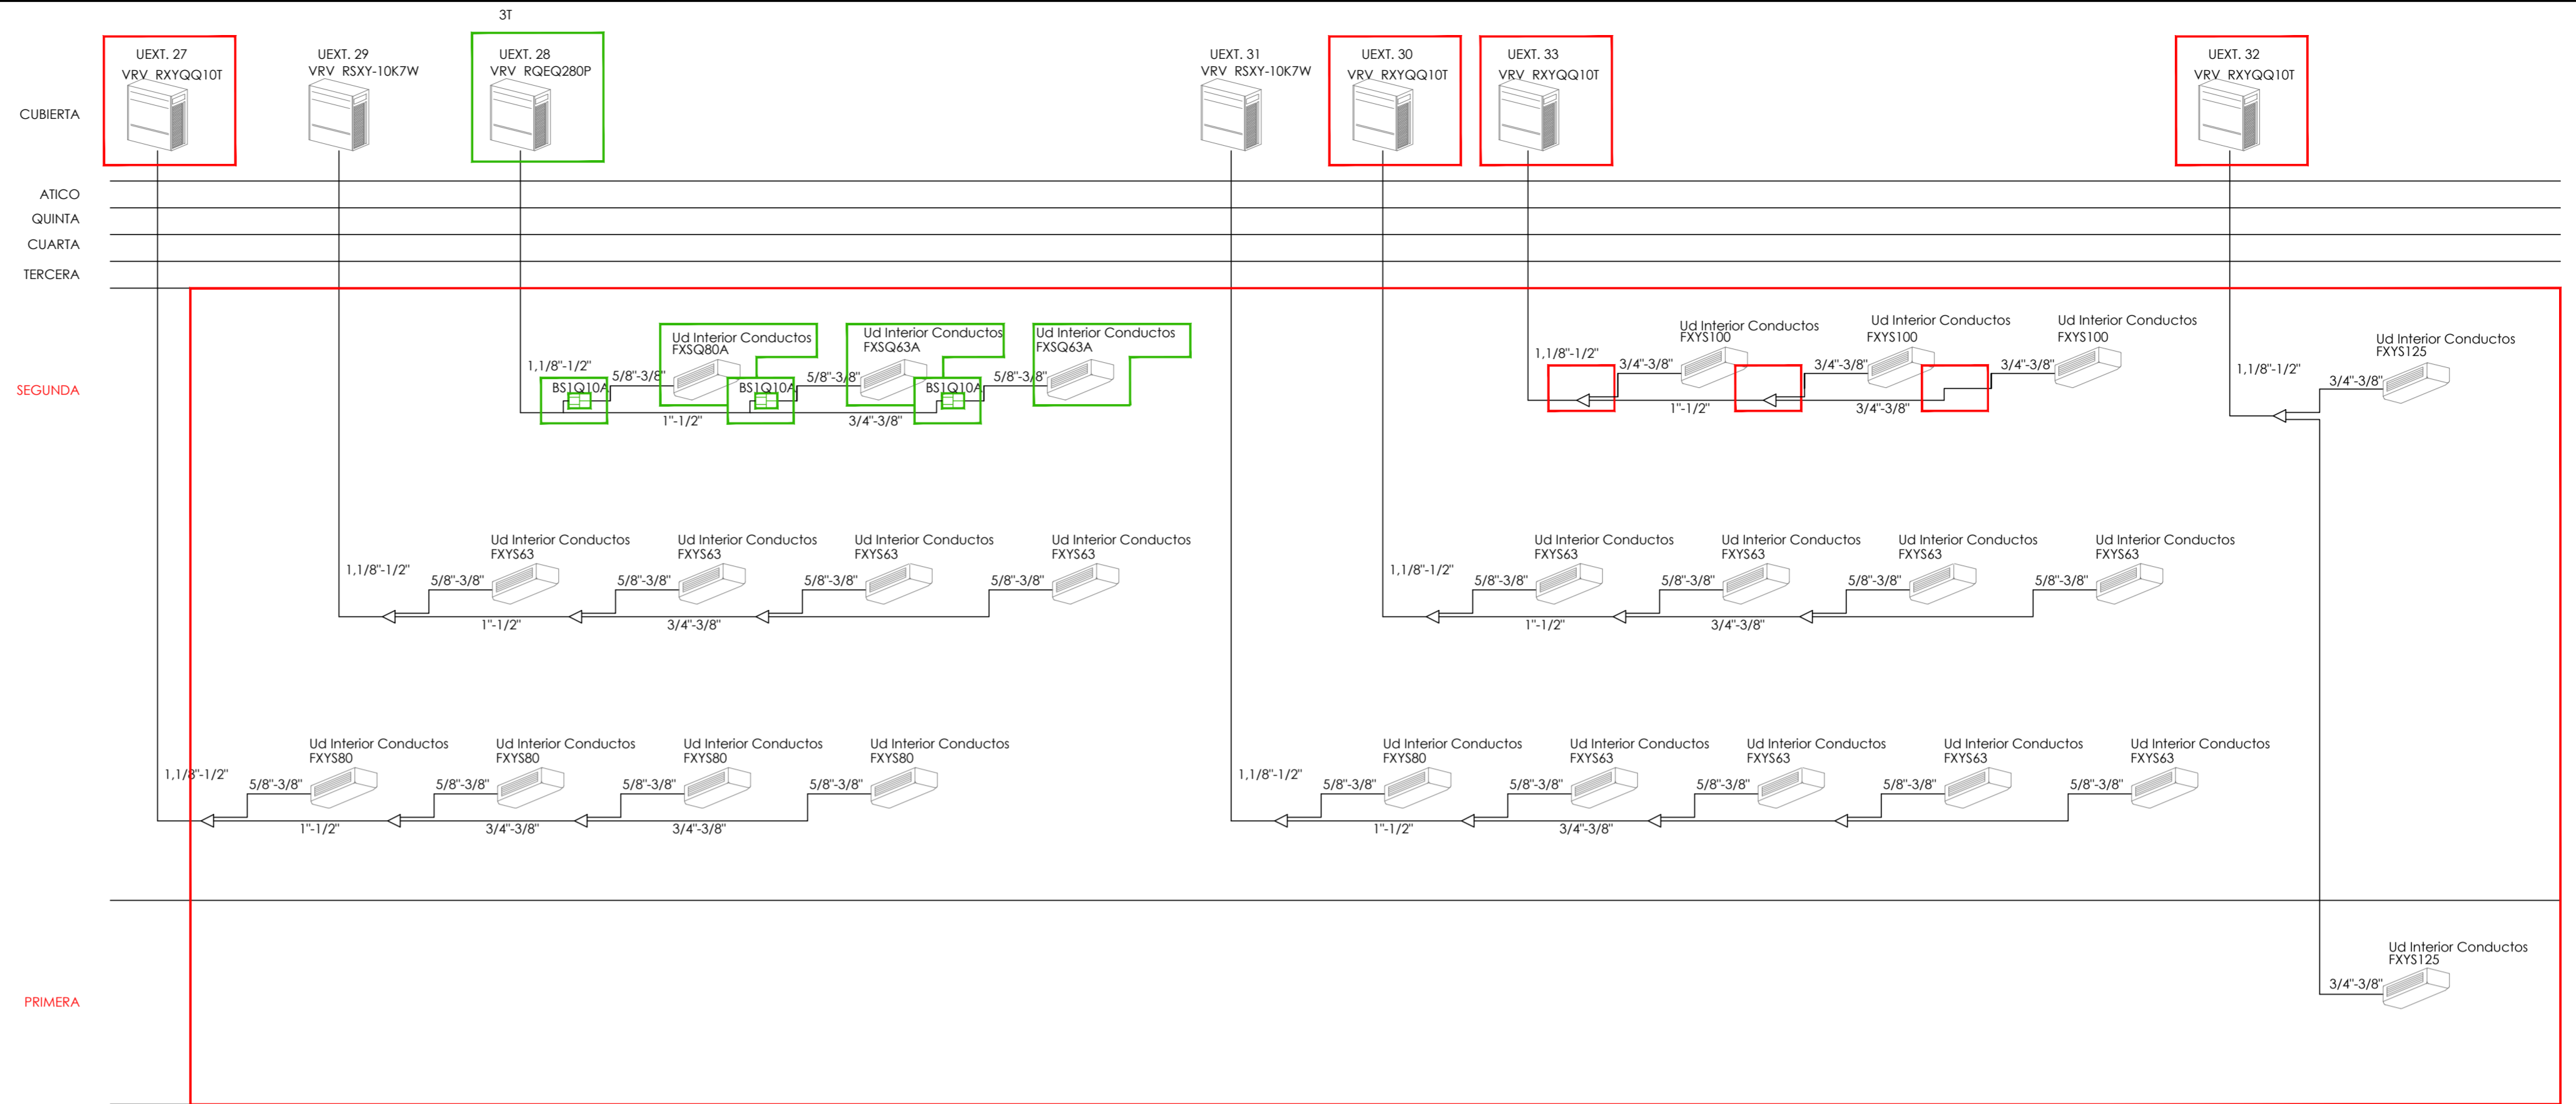 3T
UEXT. 27
VRV RXYQQ10T
UEXT. 29
VRV RSXY-10K7W
UEXT. 28
VRV RQEQ280P
UEXT. 31
VRV RSXY-10K7W
UEXT. 30
VRV RXYQQ10T
UEXT. 33
VRV RXYQQ10T
UEXT. 32
VRV RXYQQ10T
CUBIERTA
ATICO
QUINTA
CUARTA
TERCERA
SEGUNDA
1,1/8"-1/2"
BS1Q10A
5/8"-3/8"
Ud Interior Conductos
FXSQ80A
1"-1/2"
BS1Q10A
5/8"-3/8"
Ud Interior Conductos
FXSQ63A
3/4"-3/8"
BS1Q10A
5/8"-3/8"
Ud Interior Conductos
FXSQ63A
1,1/8"-1/2"
3/4"-3/8"
Ud Interior Conductos
FXYS100
1"-1/2"
3/4"-3/8"
Ud Interior Conductos
FXYS100
3/4"-3/8"
3/4"-3/8"
Ud Interior Conductos
FXYS100
1,1/8"-1/2"
3/4"-3/8"
Ud Interior Conductos
FXYS125
1,1/8"-1/2"
5/8"-3/8"
Ud Interior Conductos
FXYS63
1"-1/2"
5/8"-3/8"
Ud Interior Conductos
FXYS63
3/4"-3/8"
5/8"-3/8"
Ud Interior Conductos
FXYS63
5/8"-3/8"
Ud Interior Conductos
FXYS63
1,1/8"-1/2"
5/8"-3/8"
Ud Interior Conductos
FXYS63
1"-1/2"
5/8"-3/8"
Ud Interior Conductos
FXYS63
3/4"-3/8"
5/8"-3/8"
Ud Interior Conductos
FXYS63
5/8"-3/8"
Ud Interior Conductos
FXYS63
1,1/8"-1/2"
5/8"-3/8"
Ud Interior Conductos
FXYS80
1"-1/2"
5/8"-3/8"
Ud Interior Conductos
FXYS80
3/4"-3/8"
5/8"-3/8"
Ud Interior Conductos
FXYS80
3/4"-3/8"
5/8"-3/8"
Ud Interior Conductos
FXYS80
1,1/8"-1/2"
5/8"-3/8"
Ud Interior Conductos
FXYS80
1"-1/2"
5/8"-3/8"
Ud Interior Conductos
FXYS63
3/4"-3/8"
5/8"-3/8"
Ud Interior Conductos
FXYS63
5/8"-3/8"
Ud Interior Conductos
FXYS63
5/8"-3/8"
Ud Interior Conductos
FXYS63
PRIMERA
3/4"-3/8"
Ud Interior Conductos
FXYS125